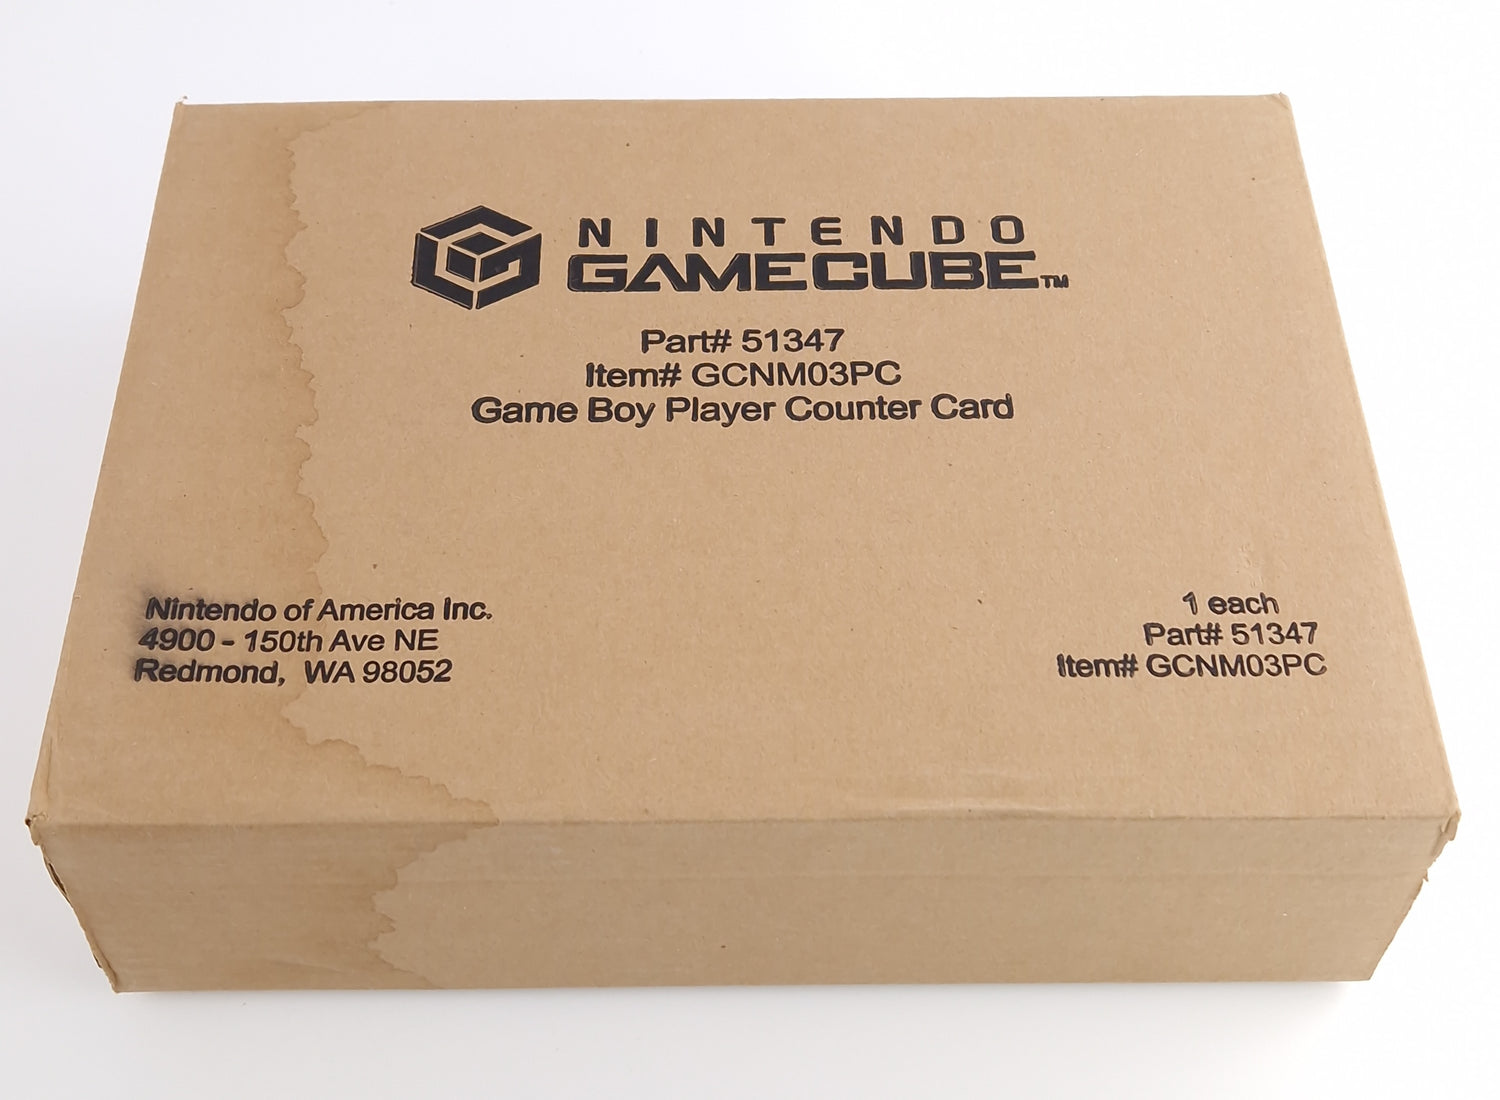 NINTENDO
GAMECUBE™
Part# 51347
Item# GCNM03PC
Game Boy Player Counter Card
Nintendo of America Inc.
4900 - 150th Ave NE
Redmond, WA 98052
1 each
Part# 51347
Item# GCNM03PC